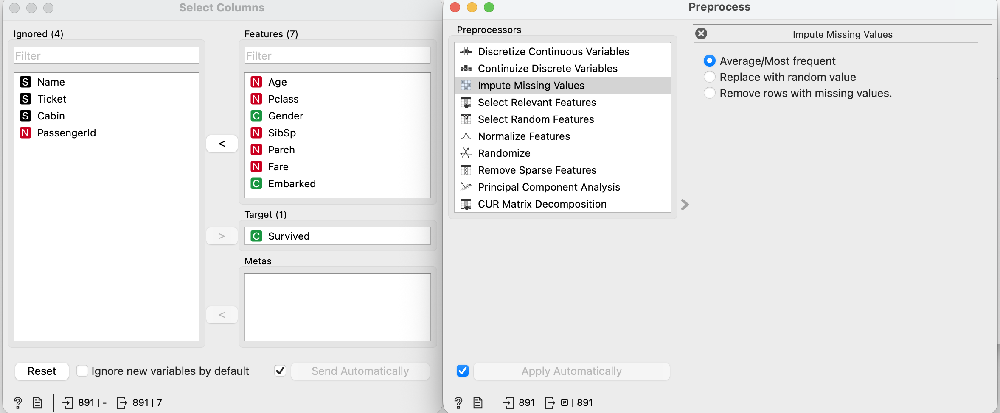 Select Columns
Ignored (4)
Filter
S Name
S Ticket
S Cabin
N PassengerId
<
>
<
Features (7)
Filter
N Age
N Pclass
C Gender
N SibSp
N Parch
N Fare
C Embarked
Target (1)
C Survived
Metas
Reset
Ignore new variables by default
Send Automatically
? 891 | - 891 | 7
Preprocess
Preprocessors
Discretize Continuous Variables
Continuize Discrete Variables
Impute Missing Values
Select Relevant Features
Select Random Features
Normalize Features
Randomize
Remove Sparse Features
Principal Component Analysis
CUR Matrix Decomposition
>
Impute Missing Values
Average/Most frequent
Replace with random value
Remove rows with missing values.
Apply Automatically
? 891 P | 891